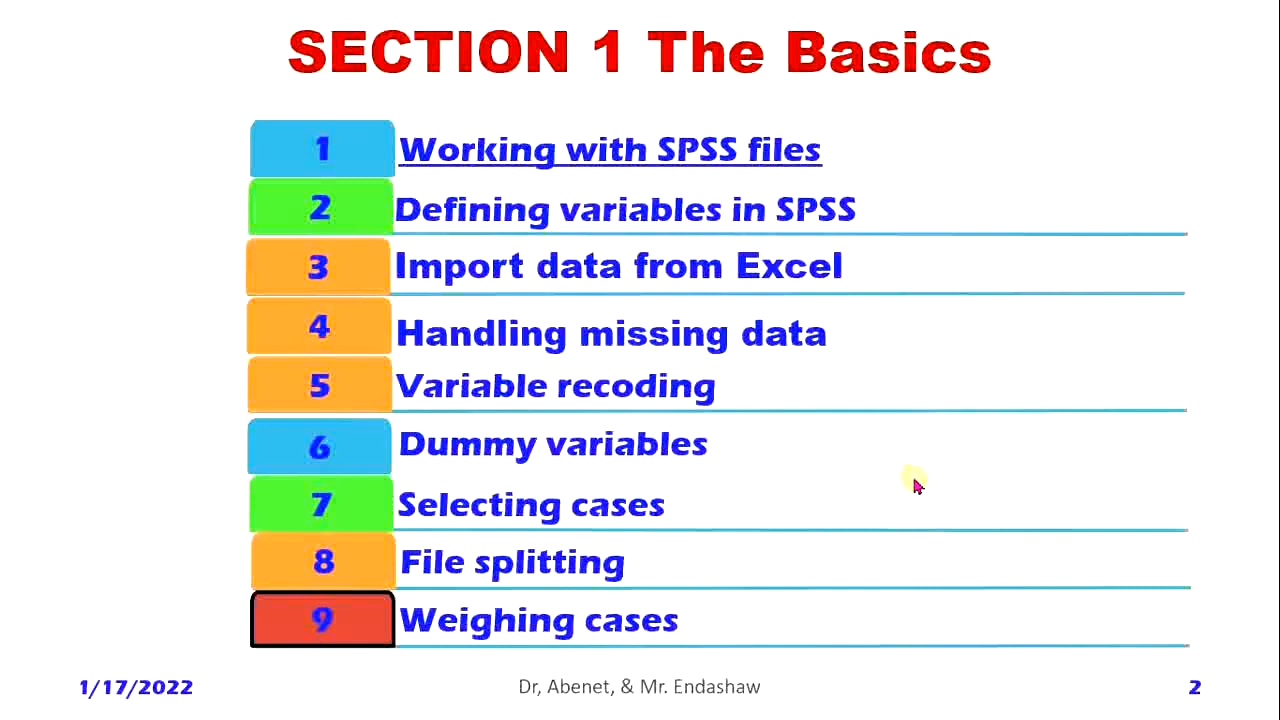 SECTION 1 The Basics
1 Working with SPSS files
2 Defining variables in SPSS
3 Import data from Excel
4 Handling missing data
5 Variable recoding
6 Dummy variables
7 Selecting cases
8 File splitting
9 Weighing cases
1/17/2022 Dr, Abenet, & Mr. Endashaw 2